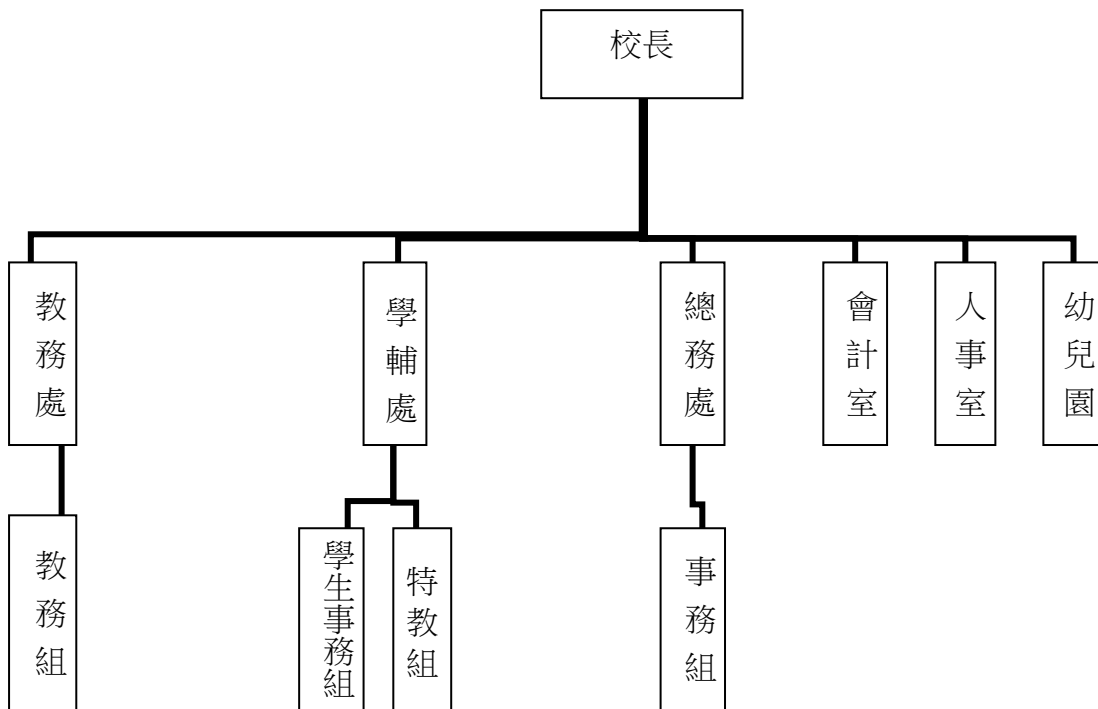 校長
教務處
學輔處
總務處
會計室
人事室
幼兒園
教務組
學生事務組
特教組
事務組